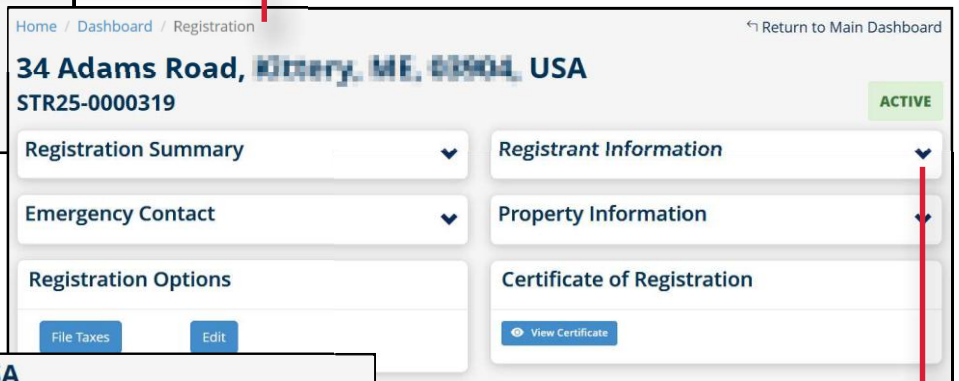 Home / Dashboard / Registration
Return to Main Dashboard
34 Adams Road, USA
STR25-0000319
ACTIVE
Registration Summary
Registrant Information
Emergency Contact
Property Information
Registration Options
Certificate of Registration
File Taxes
Edit
View Certificate